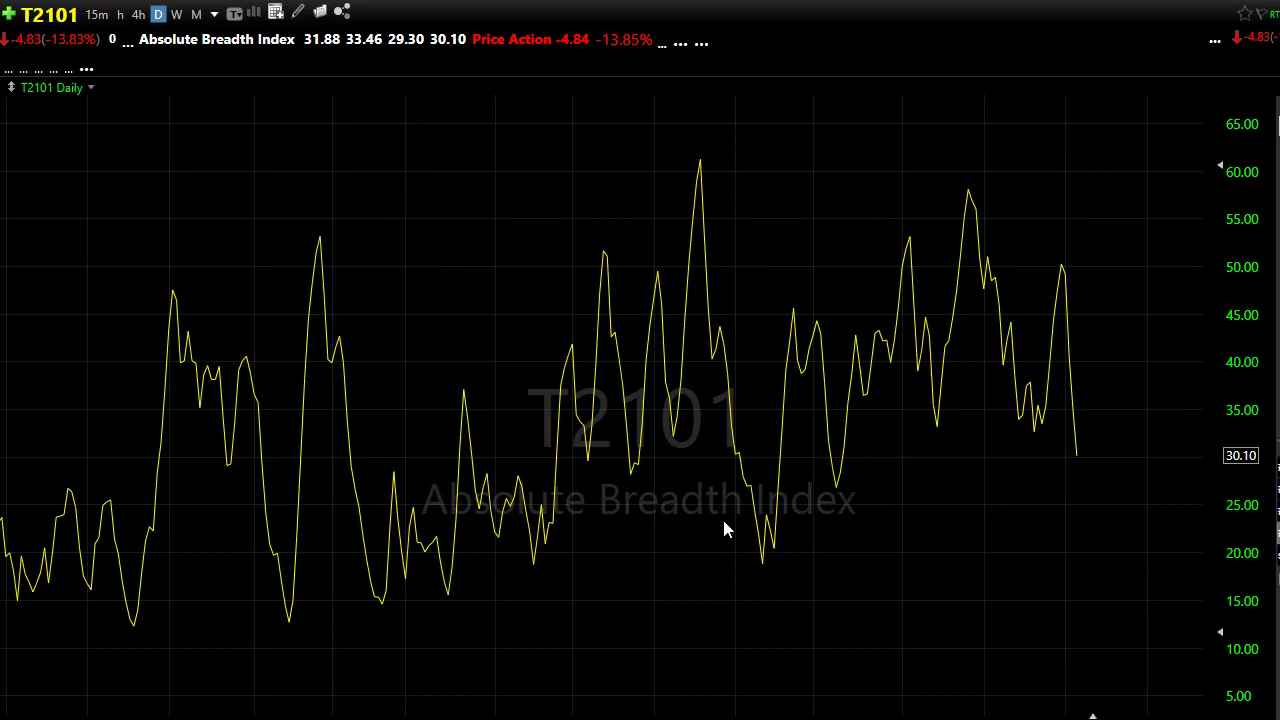 T2101 15m h 4h D W M T RT
-4.83(-13.83%) 0 ... Absolute Breadth Index 31.88 33.46 29.30 30.10 Price Action -4.84 -13.85% ... ... ... ... -4.83(-
... ... ... ... ... ...
T2101 Daily
65.00
60.00
55.00
50.00
45.00
40.00
35.00
T2101
30.10
Absolute Breadth Index
25.00
20.00
15.00
10.00
5.00